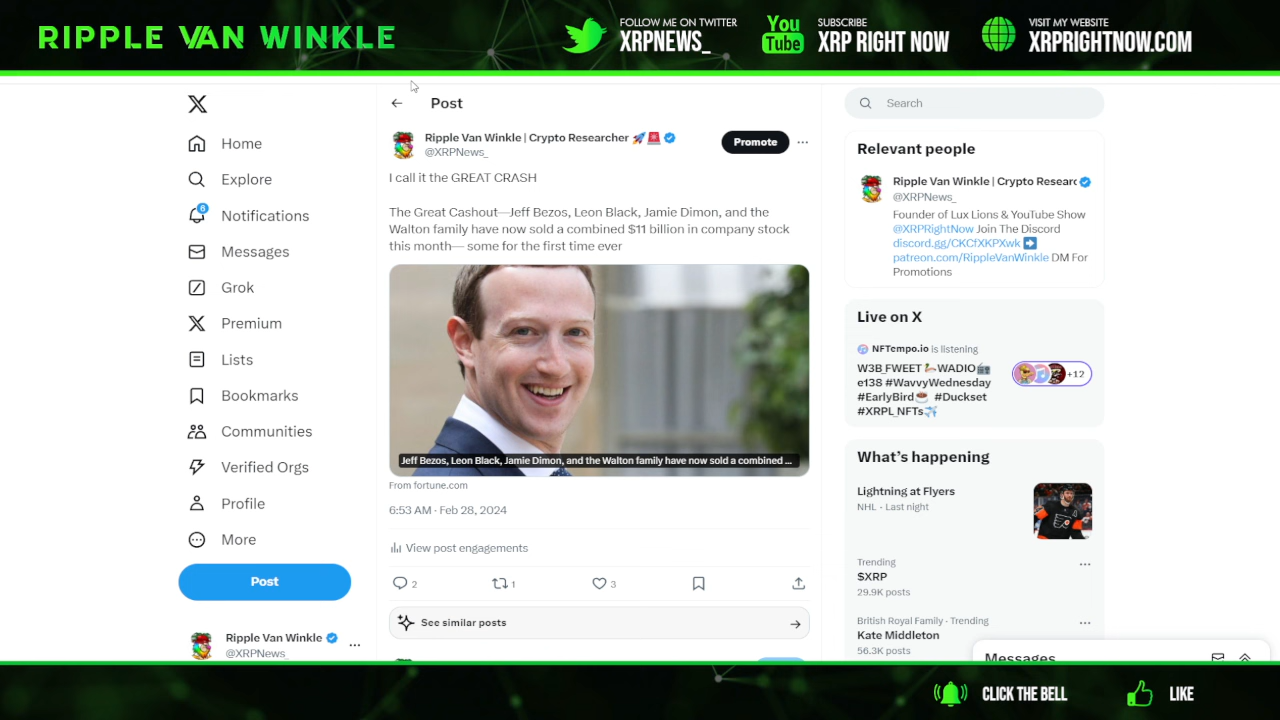 RIPPLE VAN WINKLE
FOLLOW ME ON TWITTER
XRPNEWS_
You
Tube
SUBSCRIBE
XRP RIGHT NOW
VISIT MY WEBSITE
XRPRIGHTNOW.COM
Home
Explore
6
Notifications
Messages
Grok
Premium
Lists
Bookmarks
Communities
Verified Orgs
Profile
More
Post
Ripple Van Winkle
@XRPNews_
Post
Ripple Van Winkle | Crypto Researcher 🚀🚨
@XRPNews_
Promote
I call it the GREAT CRASH
The Great Cashout—Jeff Bezos, Leon Black, Jamie Dimon, and the
Walton family have now sold a combined $11 billion in company stock
this month— some for the first time ever
Jeff Bezos, Leon Black, Jamie Dimon, and the Walton family have now sold a combined ...
From fortune.com
6:53 AM · Feb 28, 2024
View post engagements
2
1
3
See similar posts
Search
Relevant people
Ripple Van Winkle | Crypto Researc
@XRPNews_
Founder of Lux Lions & YouTube Show
@XRPRightNow Join The Discord
discord.gg/CKCfXKPXwk ➡️
patreon.com/RippleVanWinkle DM For
Promotions
Live on X
NFTempo.io is listening
W3B_FWEET WADIO📻
e138 #WavvyWednesday
#EarlyBird☕ #Duckset
#XRPL_NFTs✈️
+12
What's happening
Lightning at Flyers
NHL · Last night
Trending
$XRP
29.9K posts
British Royal Family · Trending
Kate Middleton
56.3K posts
Messages
CLICK THE BELL
LIKE